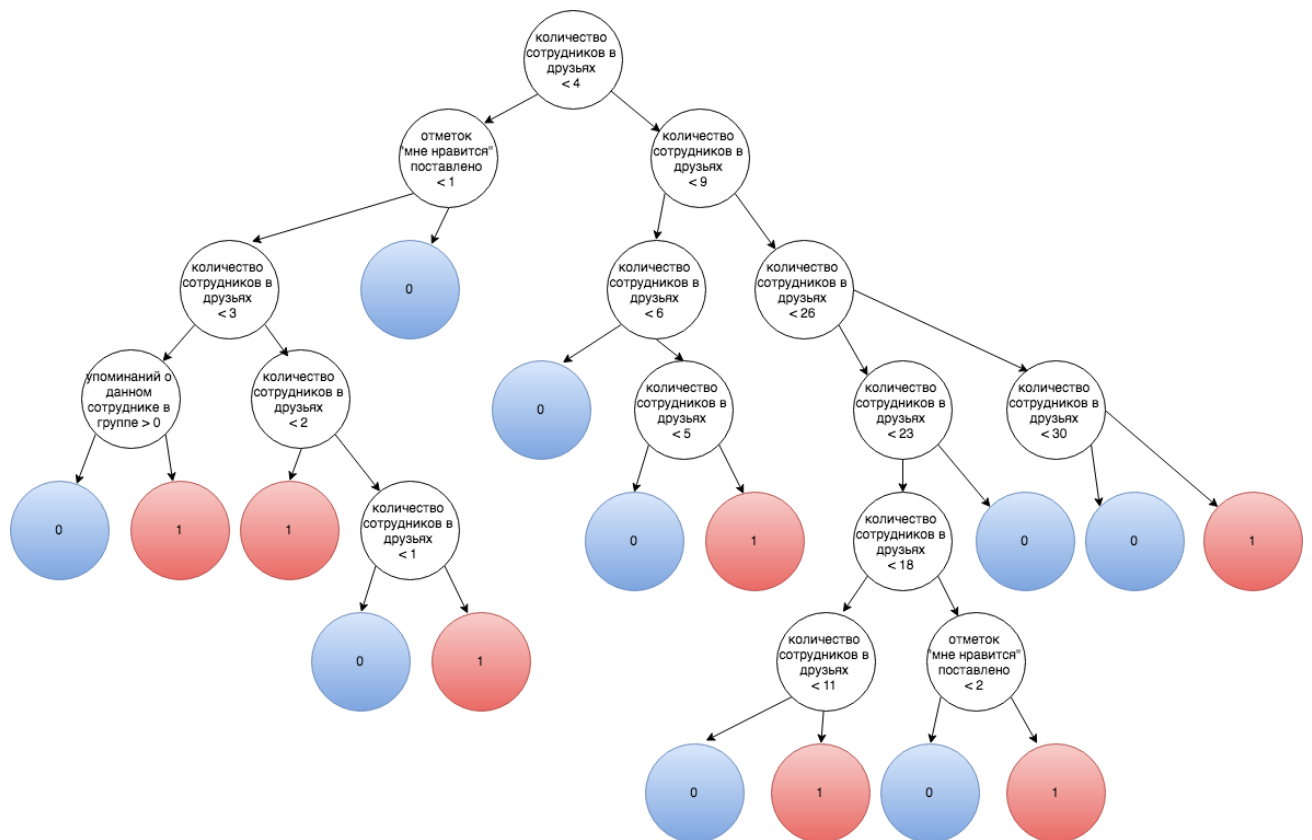 количество
сотрудников в
друзьях
< 4
отметок
"мне нравится"
поставлено
< 1
количество
сотрудников в
друзьях
< 9
количество
сотрудников в
друзьях
< 3
0
количество
сотрудников в
друзьях
< 6
количество
сотрудников в
друзьях
< 26
упоминаний о
данном
сотруднике в
группе > 0
количество
сотрудников в
друзьях
< 2
0
количество
сотрудников в
друзьях
< 5
количество
сотрудников в
друзьях
< 23
количество
сотрудников в
друзьях
< 30
0
1
1
количество
сотрудников в
друзьях
< 1
0
1
количество
сотрудников в
друзьях
< 18
0
0
1
0
1
количество
сотрудников в
друзьях
< 11
отметок
"мне нравится"
поставлено
< 2
0
1
0
1